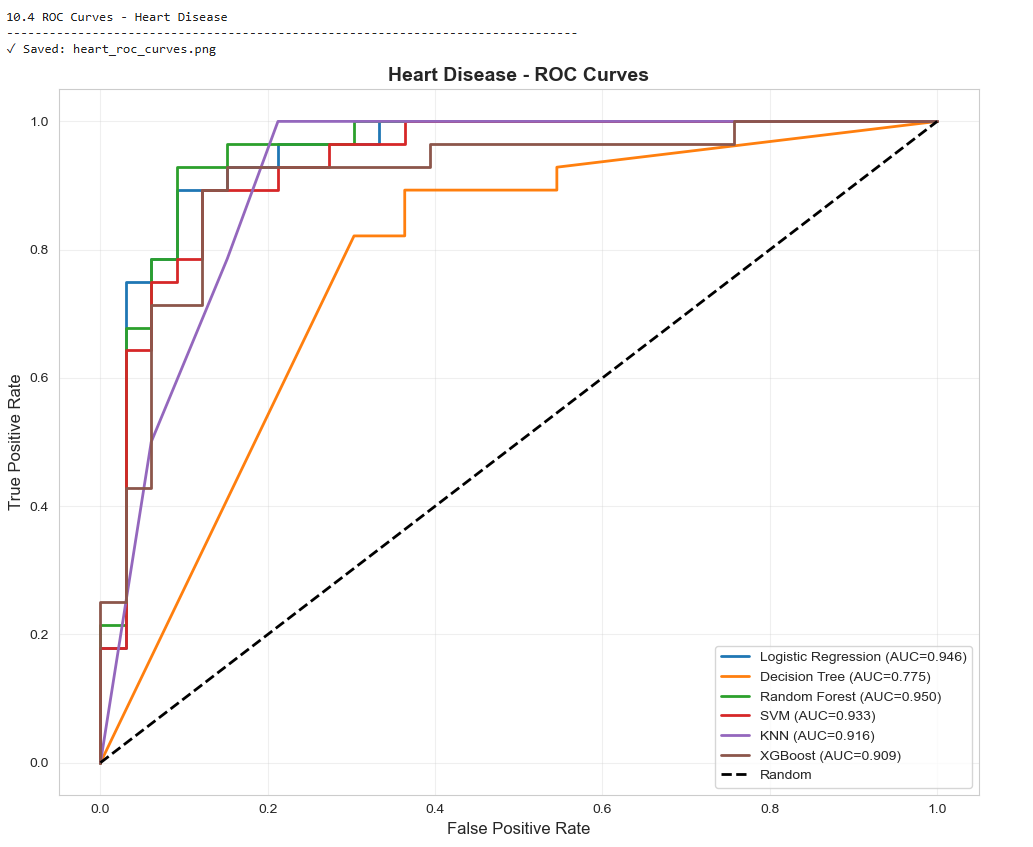 10.4 ROC Curves - Heart Disease
--------------------------------------------------------------------------------
✓ Saved: heart_roc_curves.png
Heart Disease - ROC Curves
True Positive Rate
1.0
0.8
0.6
0.4
0.2
0.0
0.0 0.2 0.4 0.6 0.8 1.0
False Positive Rate
Logistic Regression (AUC=0.946)
Decision Tree (AUC=0.775)
Random Forest (AUC=0.950)
SVM (AUC=0.933)
KNN (AUC=0.916)
XGBoost (AUC=0.909)
Random